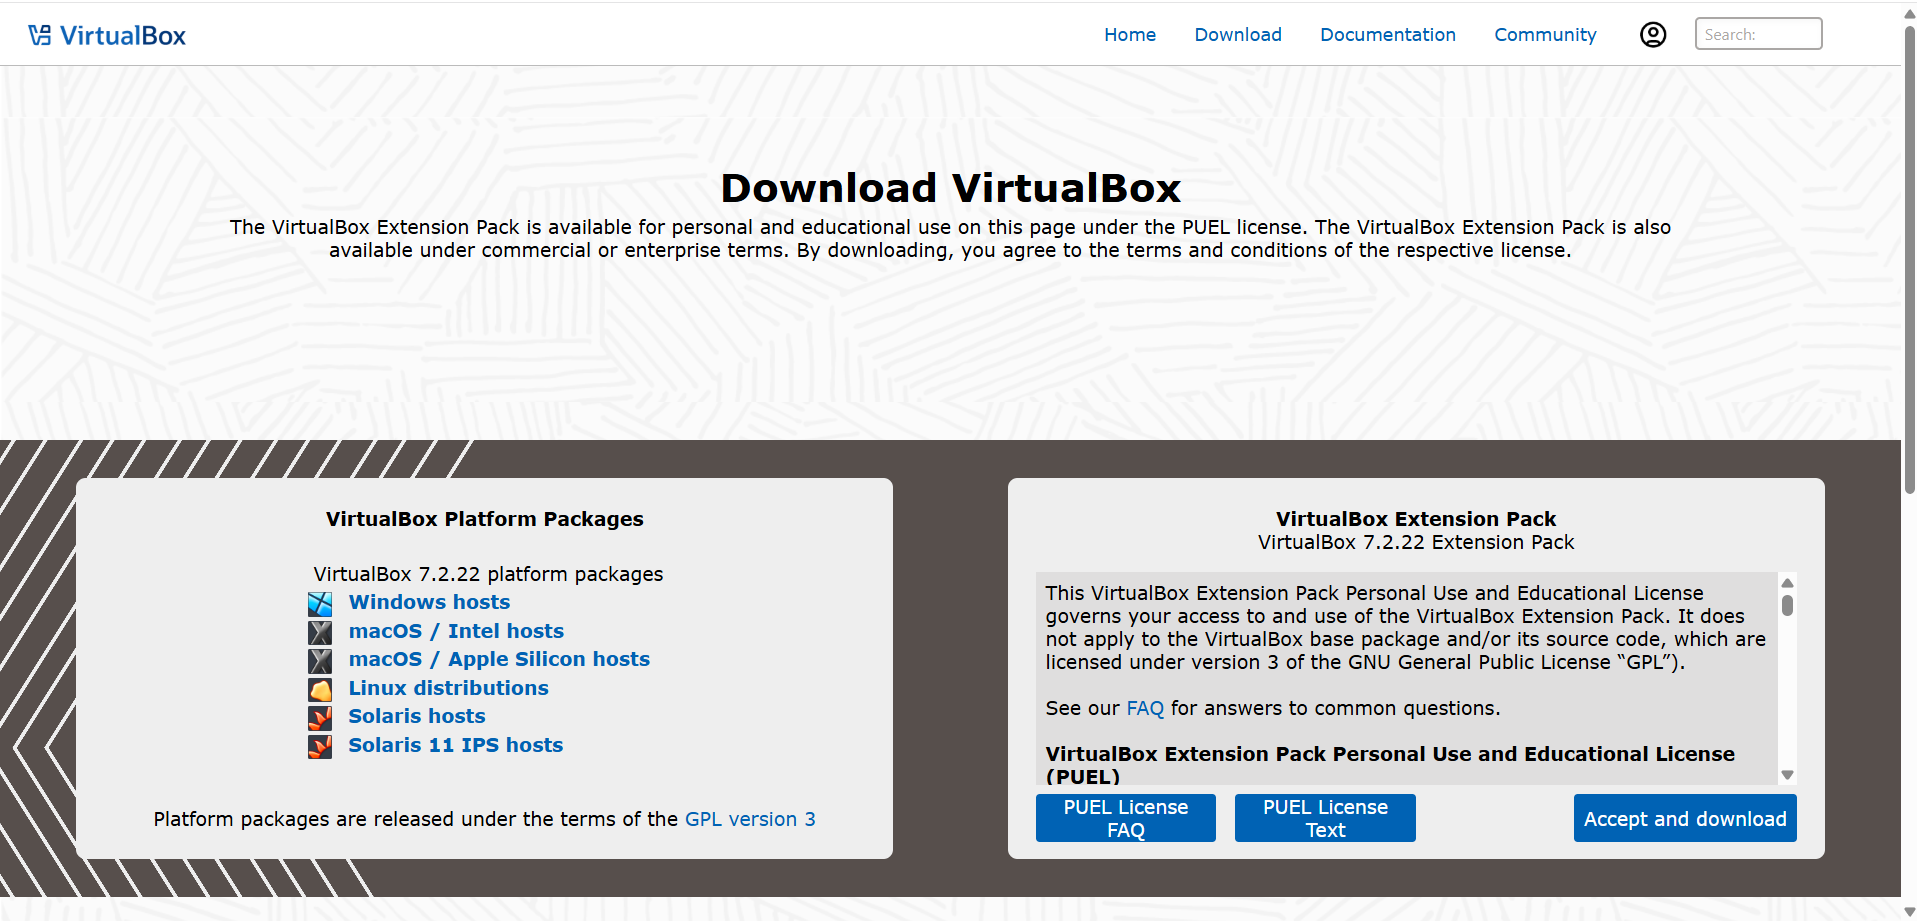 VirtualBox
Home
Download
Documentation
Community
Search:
Download VirtualBox
The VirtualBox Extension Pack is available for personal and educational use on this page under the PUEL license. The VirtualBox Extension Pack is also
available under commercial or enterprise terms. By downloading, you agree to the terms and conditions of the respective license.
VirtualBox Platform Packages
VirtualBox 7.2.22 platform packages
Windows hosts
macOS / Intel hosts
macOS / Apple Silicon hosts
Linux distributions
Solaris hosts
Solaris 11 IPS hosts
Platform packages are released under the terms of the GPL version 3
VirtualBox Extension Pack
VirtualBox 7.2.22 Extension Pack
This VirtualBox Extension Pack Personal Use and Educational License
governs your access to and use of the VirtualBox Extension Pack. It does
not apply to the VirtualBox base package and/or its source code, which are
licensed under version 3 of the GNU General Public License “GPL”).
See our FAQ for answers to common questions.
VirtualBox Extension Pack Personal Use and Educational License
(PUEL)
PUEL License
FAQ
PUEL License
Text
Accept and download